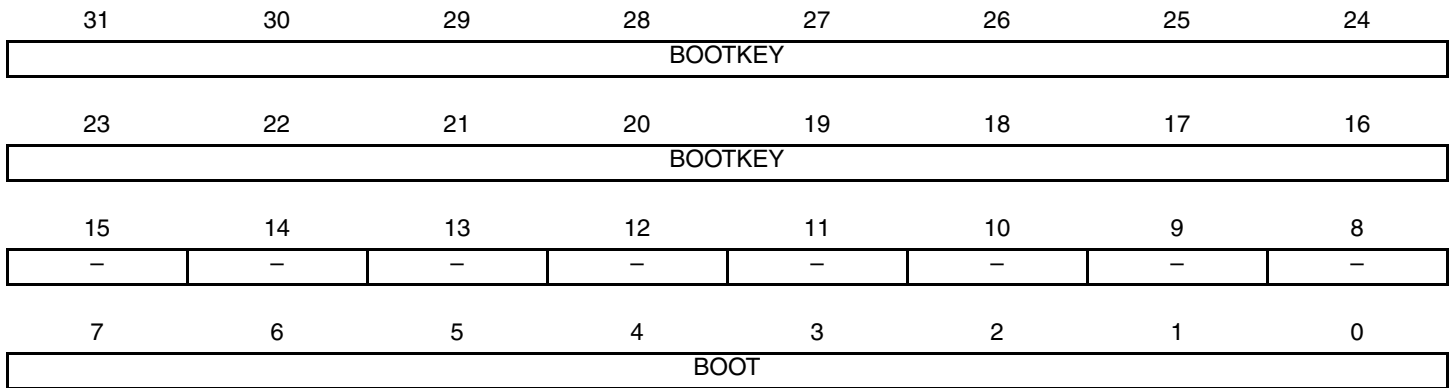 31 30 29 28 27 26 25 24
BOOTKEY
23 22 21 20 19 18 17 16
BOOTKEY
15 14 13 12 11 10 9 8
– – – – – – – –
7 6 5 4 3 2 1 0
BOOT